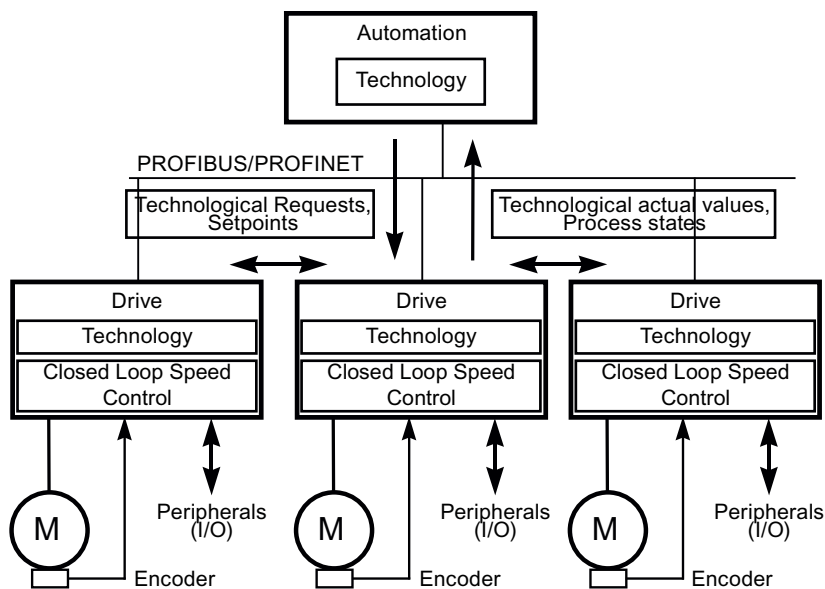 Automation
Technology
PROFIBUS/PROFINET
Technological Requests,
Setpoints
Technological actual values,
Process states
Drive
Technology
Closed Loop Speed
Control
Drive
Technology
Closed Loop Speed
Control
Drive
Technology
Closed Loop Speed
Control
M
Peripherals
(I/O)
Encoder
M
Peripherals
(I/O)
Encoder
M
Peripherals
(I/O)
Encoder